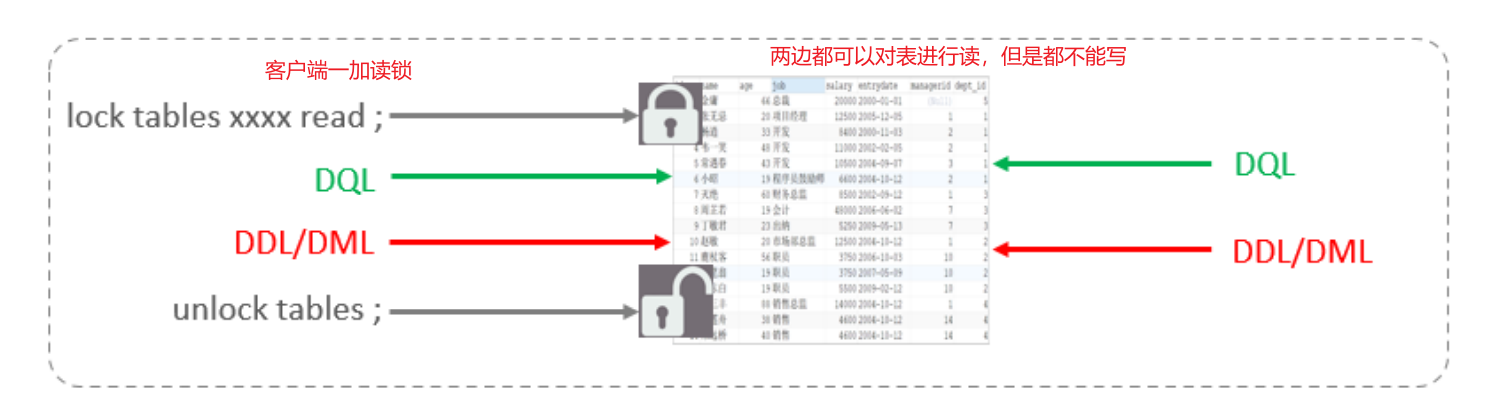 客户端一加读锁
两边都可以对表进行读，但是都不能写
lock tables xxxx read ;
DQL
DDL/DML
unlock tables ;
DQL
DDL/DML
name age job salary entrydate managerid dept_id
66 总裁 20000 2000-01-01 (Null) 5
张无忌 20 项目经理 12500 2005-12-05 1 1
杨逍 33 开发 8400 2000-11-03 2 1
一笑 48 开发 11000 2002-02-05 2 1
5 常遇春 43 开发 10500 2004-09-07 3 1
6 小昭 19 程序员鼓励师 6600 2004-10-12 2 1
7 灭绝 60 财务总监 8500 2002-09-12 1 3
8 周芷若 19 会计 48000 2006-06-02 7 3
9 丁敏君 23 出纳 5250 2009-05-13 7 3
10 赵敏 20 市场部总监 12500 2004-10-12 1 2
11 鹿杖客 56 职员 3750 2006-10-03 10 2
19 职员 3750 2007-05-09 10 2
19 职员 5500 2009-02-12 10 2
88 销售总监 14000 2004-10-12 1 4
38 销售 4600 2004-10-12 14 4
40 销售 4600 2004-10-12 14 4